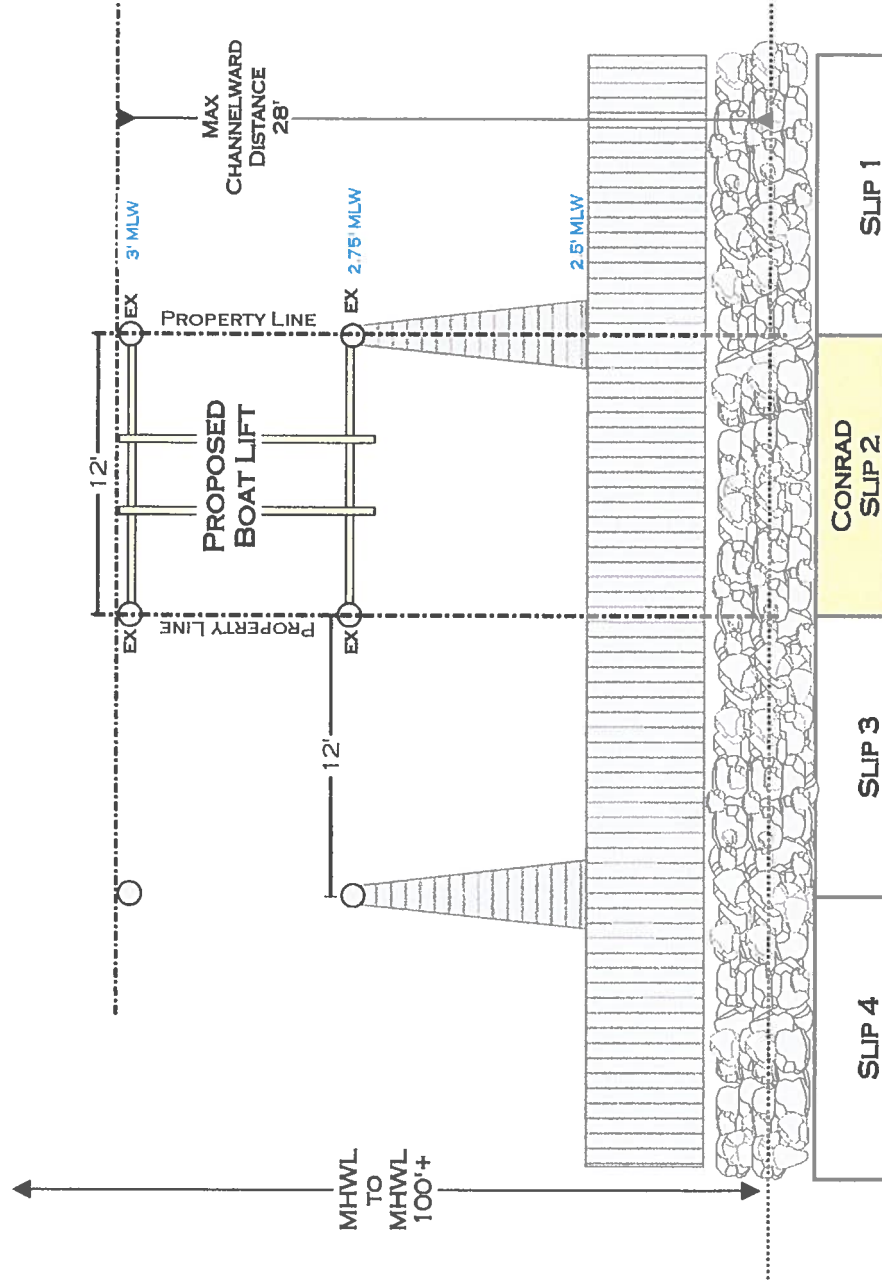 MAX
CHANNELWARD
DISTANCE
28'
3' MLW
12'
EX
EX
PROPERTY LINE
PROPERTY LINE
PROPOSED
BOAT LIFT
EX
EX
2.75' MLW
2.5' MLW
12'
MHWL
TO
MHWL
100'+
SLIP 4
SLIP 3
CONRAD
SLIP 2
SLIP 1